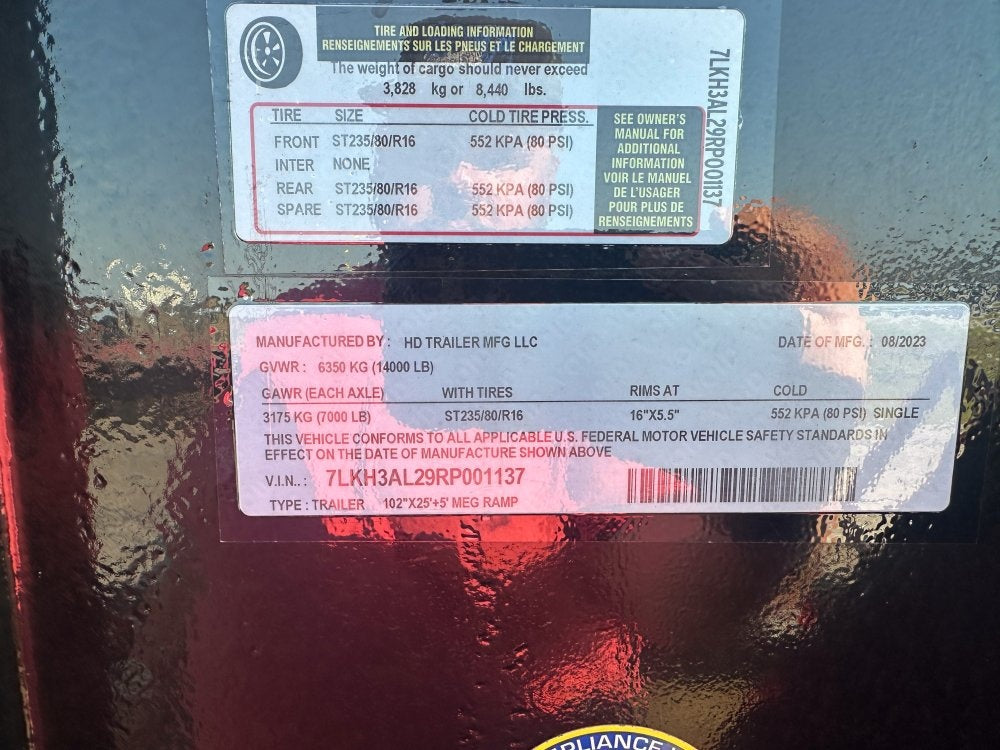 TIRE AND LOADING INFORMATION
RENSEIGNEMENTS SUR LES PNEUS ET LE CHARGEMENT
The weight of cargo should never exceed
3,828 kg or 8,440 lbs.
TIRE SIZE COLD TIRE PRESS.
FRONT ST235/80/R16 552 KPA (80 PSI)
INTER NONE
REAR ST235/80/R16 552 KPA (80 PSI)
SPARE ST235/80/R16 552 KPA (80 PSI)
SEE OWNER'S
MANUAL FOR
ADDITIONAL
INFORMATION
VOIR LE MANUEL
DE L'USAGER
POUR PLUS DE
RENSEIGNEMENTS
7LKH3AL29RP001137
MANUFACTURED BY : HD TRAILER MFG LLC DATE OF MFG. : 08/2023
GVWR : 6350 KG (14000 LB)
GAWR (EACH AXLE) WITH TIRES RIMS AT COLD
3175 KG (7000 LB) ST235/80/R16 16"X5.5" 552 KPA (80 PSI) SINGLE
THIS VEHICLE CONFORMS TO ALL APPLICABLE U.S. FEDERAL MOTOR VEHICLE SAFETY STANDARDS IN
EFFECT ON THE DATE OF MANUFACTURE SHOWN ABOVE
V.I.N.. : 7LKH3AL29RP001137
TYPE : TRAILER 102"X25'+5' MEG RAMP
PLIANCE